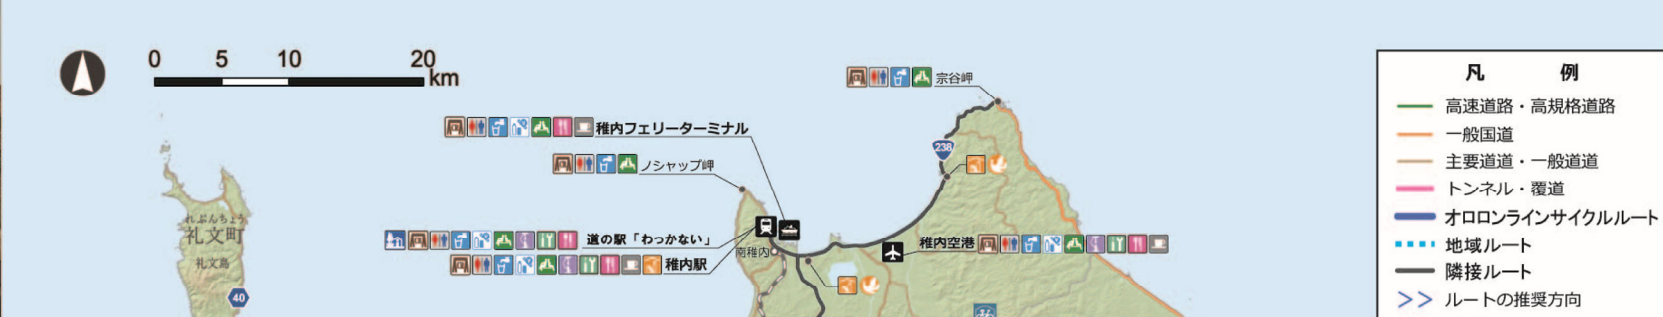 0 5 10 20
km
宗谷岬
稚内フェリーターミナル
ノシャップ岬
238
れぶんちょう
礼文町
礼文島
40
道の駅「わっかない」
南稚内
稚内駅
稚内空港
凡 例
高速道路・高規格道路
一般国道
主要道道・一般道道
トンネル・覆道
オロロンラインサイクルルート
地域ルート
隣接ルート
>> ルートの推奨方向